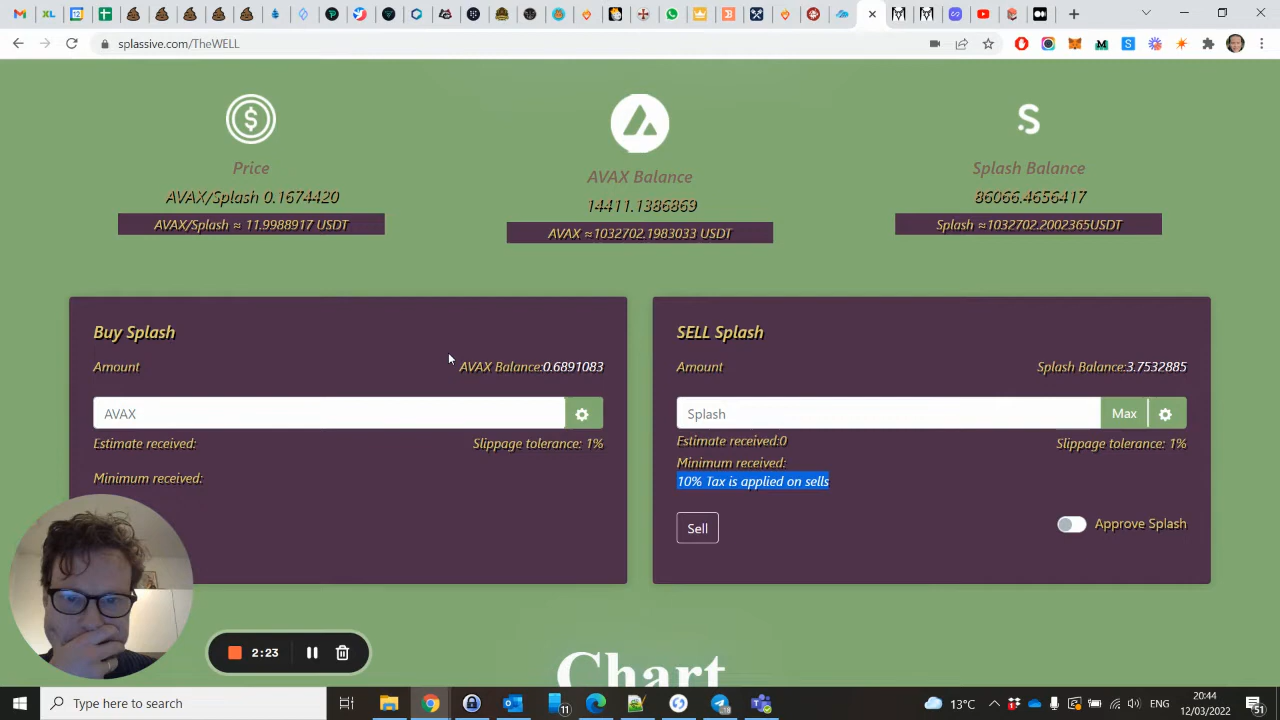 XL
12
splassive.com/TheWELL
Price
AVAX/Splash 0.1674420
AVAX/Splash ≈ 11.9988917 USDT
AVAX Balance
14411.1386869
AVAX ≈1032702.1983033 USDT
S
Splash Balance
86066.4656417
Splash ≈1032702.2002365USDT
Buy Splash
Amount
AVAX Balance:0.6891083
AVAX
Estimate received:
Slippage tolerance: 1%
Minimum received:
SELL Splash
Amount
Splash Balance:3.7532885
Splash
Max
Estimate received:0
Slippage tolerance: 1%
Minimum received:
10% Tax is applied on sells
Sell
Approve Splash
2:23
Chart
Type here to search
11
13°C
20:44
12/03/2022
51